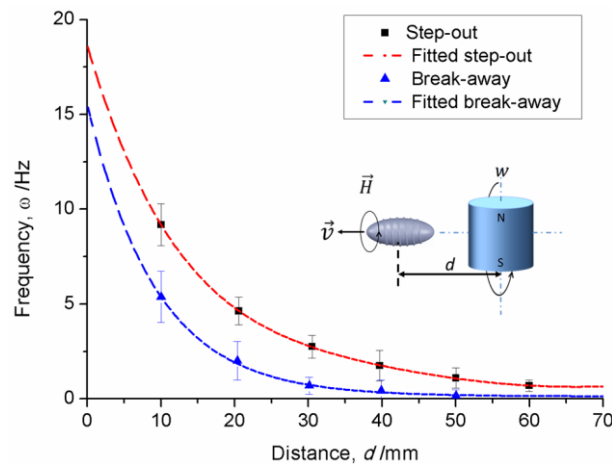 20
15
10
5
0
Frequency, ω /Hz
0 10 20 30 40 50 60 70
Distance, d /mm
Step-out
Fitted step-out
Break-away
Fitted break-away
w
H⃗
N
v⃗
S
d